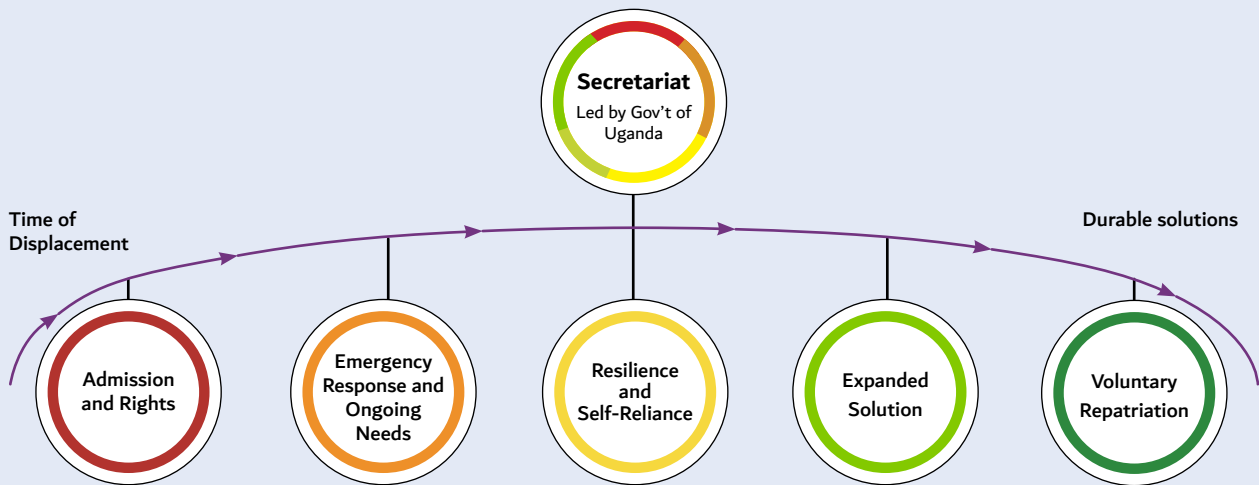 Secretariat
Led by Gov't of
Uganda
Time of
Displacement
Durable solutions
Admission
and Rights
Emergency
Response and
Ongoing
Needs
Resilience
and
Self-Reliance
Expanded
Solution
Voluntary
Repatriation